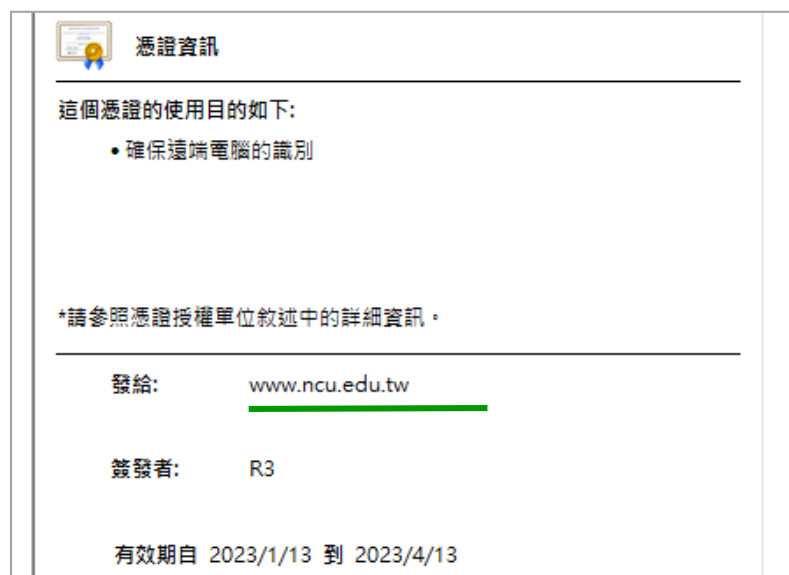 憑證資訊
這個憑證的使用目的如下:
• 確保遠端電腦的識別
*請參照憑證授權單位敘述中的詳細資訊。
發給: www.ncu.edu.tw
簽發者: R3
有效期自 2023/1/13 到 2023/4/13